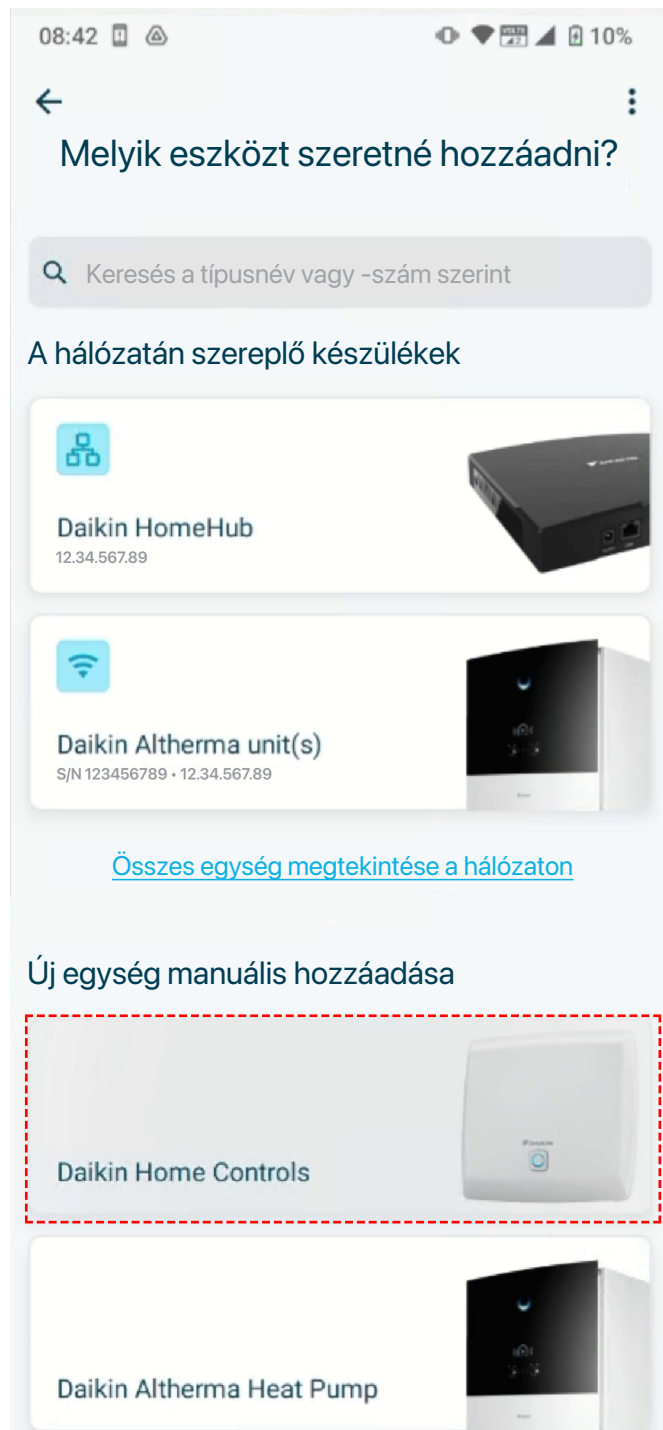 08:42 10%
Melyik eszközt szeretné hozzáadni?
Keresés a típusnév vagy -szám szerint
A hálózatán szereplő készülékek
Daikin HomeHub
12.34.567.89
Daikin Altherma unit(s)
S/N 123456789 • 12.34.567.89
Összes egység megtekintése a hálózaton
Új egység manuális hozzáadása
Daikin Home Controls
DAIKIN
Daikin Altherma Heat Pump